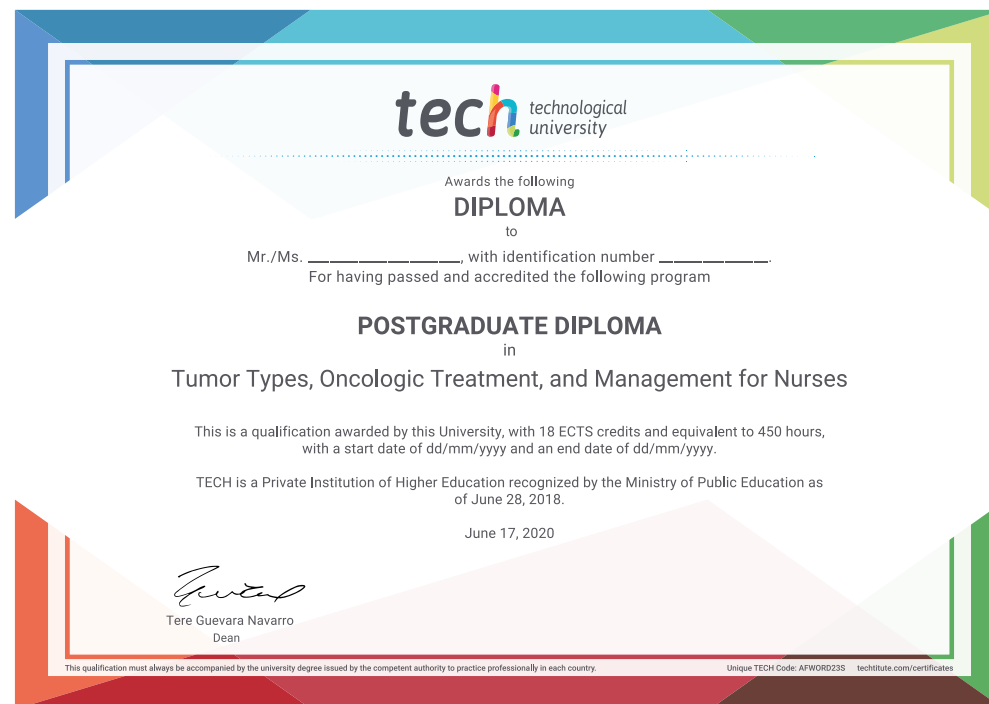 tech technological
university
Awards the following
DIPLOMA
to
Mr./Ms. _______________, with identification number _______________.
For having passed and accredited the following program
POSTGRADUATE DIPLOMA
in
Tumor Types, Oncologic Treatment, and Management for Nurses
This is a qualification awarded by this University, with 18 ECTS credits and equivalent to 450 hours,
with a start date of dd/mm/yyyy and an end date of dd/mm/yyyy.
TECH is a Private Institution of Higher Education recognized by the Ministry of Public Education as
of June 28, 2018.
June 17, 2020
Tere Guevara Navarro
Dean
This qualification must always be accompanied by the university degree issued by the competent authority to practice professionally in each country. Unique TECH Code: AFWORD23S techtitute.com/certificates